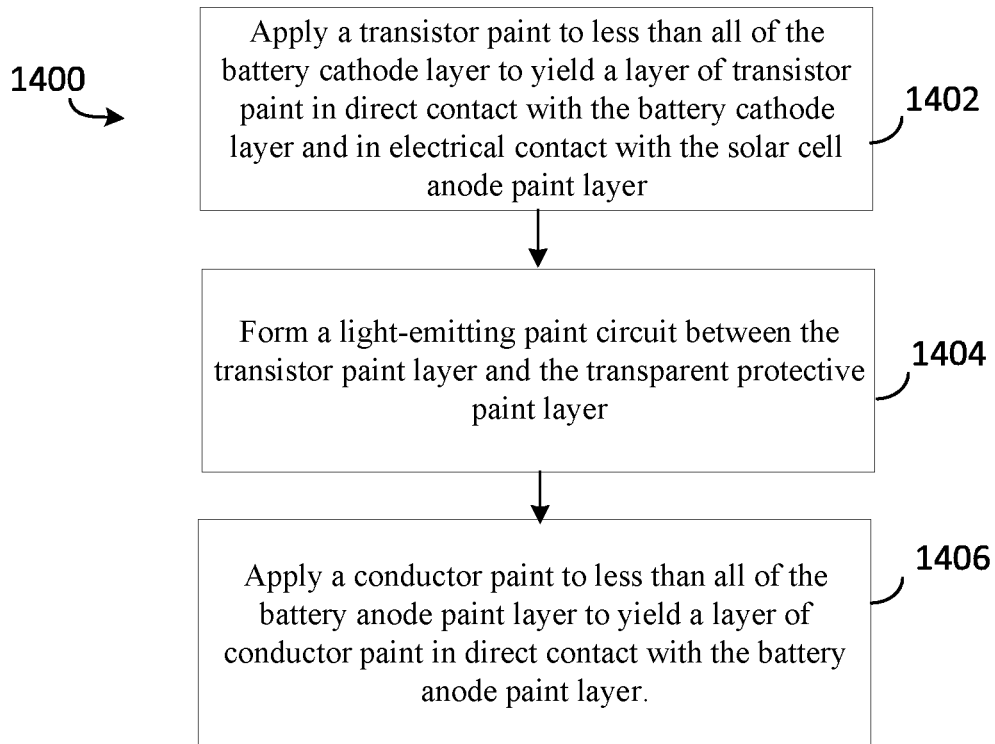 1400
Apply a transistor paint to less than all of the
battery cathode layer to yield a layer of transistor
paint in direct contact with the battery cathode
layer and in electrical contact with the solar cell
anode paint layer
1402
Form a light-emitting paint circuit between the
transistor paint layer and the transparent protective
paint layer
1404
Apply a conductor paint to less than all of the
battery anode paint layer to yield a layer of
conductor paint in direct contact with the battery
anode paint layer.
1406